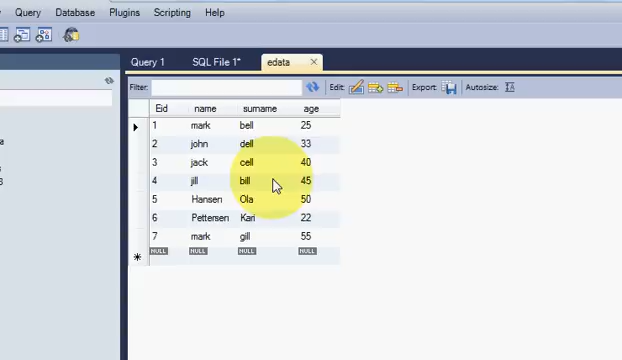 Query Database Plugins Scripting Help
Query 1 SQL File 1* edata x
Filter: Edit: Export: Autosize:
Eid name surname age
1 mark bell 25
2 john dell 33
3 jack cell 40
4 jill bill 45
5 Hansen Ola 50
6 Pettersen Kari 22
7 mark gill 55
NULL NULL NULL NULL